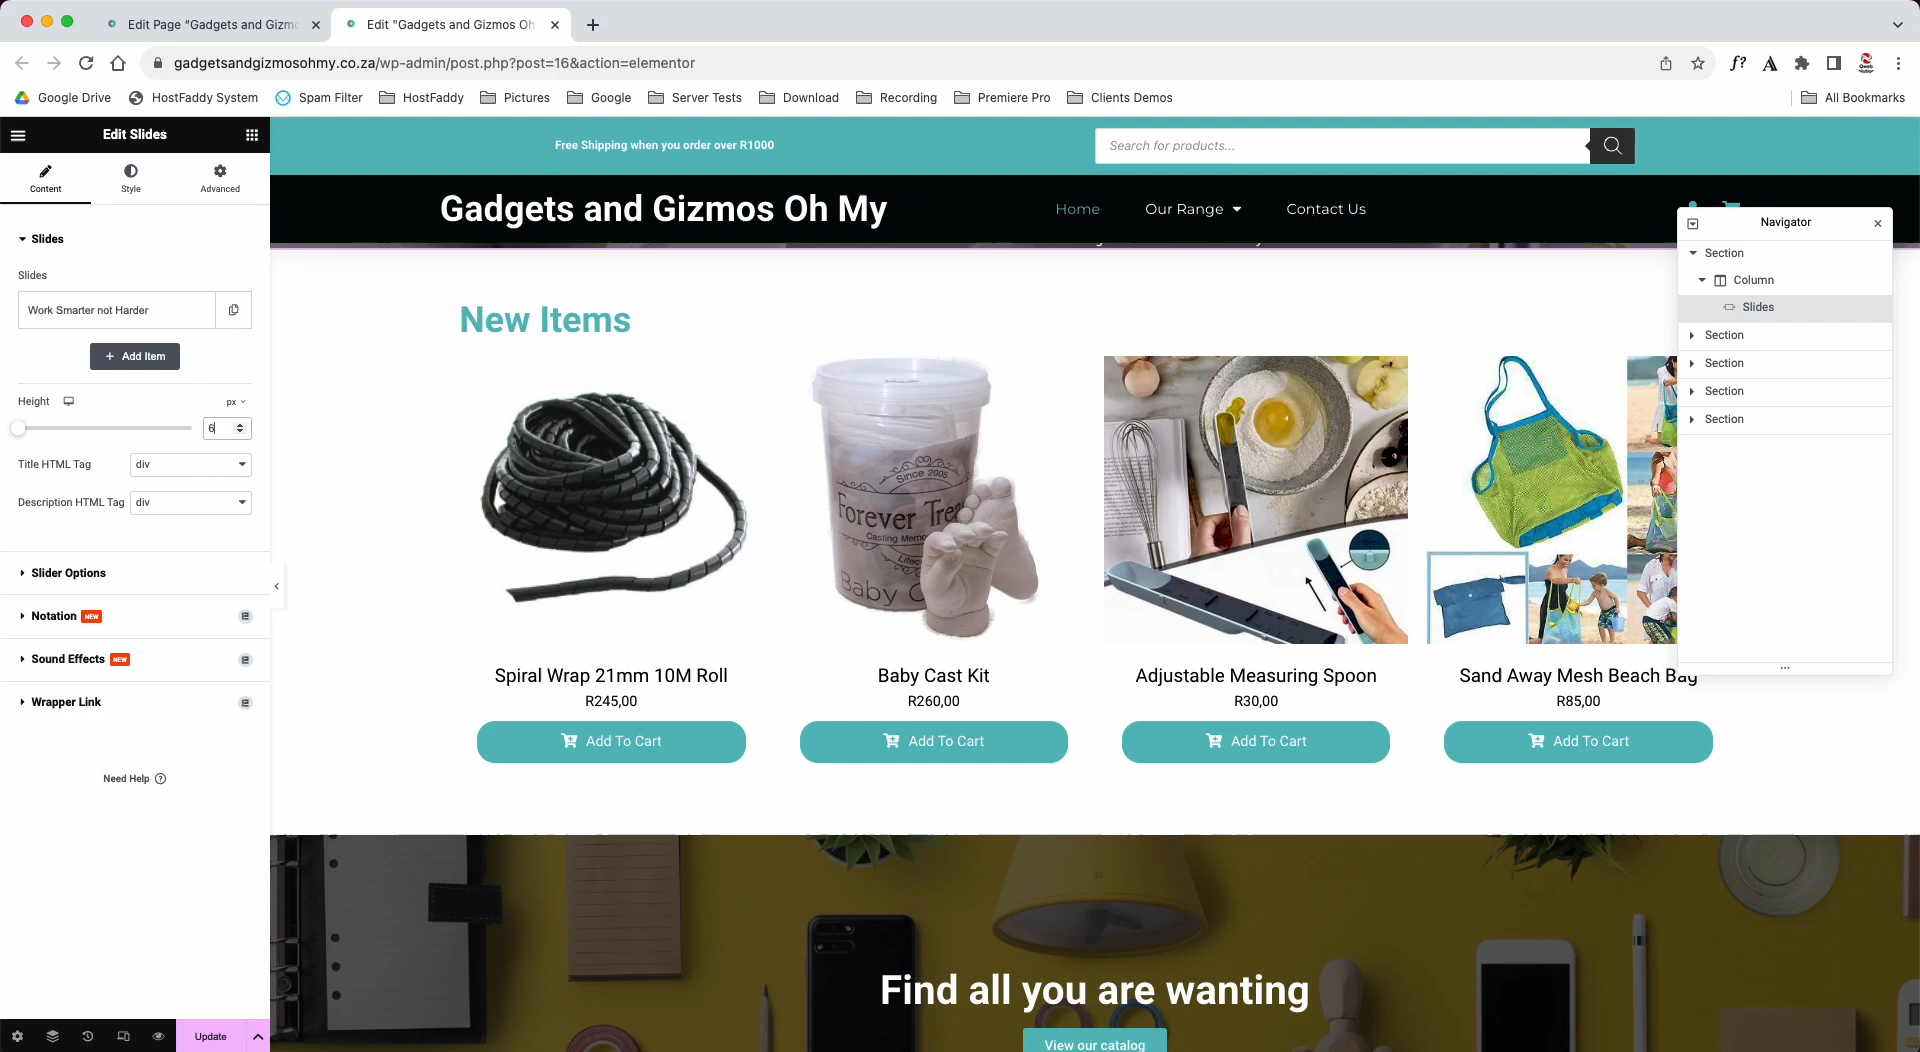 Edit Page “Gadgets and Gizmo
Edit "Gadgets and Gizmos Oh
gadgetsandgizmosohmy.co.za/wp-admin/post.php?post=16&action=elementor
Google Drive
HostFaddy System
Spam Filter
HostFaddy
Pictures
Google
Server Tests
Download
Recording
Premiere Pro
Clients Demos
All Bookmarks
Edit Slides
Content
Style
Advanced
Slides
Slides
Work Smarter not Harder
Add Item
Height
px
6
Title HTML Tag
div
Description HTML Tag
div
Slider Options
Notation NEW
Sound Effects NEW
Wrapper Link
Need Help
Update
Free Shipping when you order over R1000
Search for products...
Gadgets and Gizmos Oh My
Home
Our Range
Contact Us
New Items
Since 2005
Casting Memo
Baby C
Spiral Wrap 21mm 10M Roll
R245,00
Add To Cart
Baby Cast Kit
R260,00
Add To Cart
Adjustable Measuring Spoon
R30,00
Add To Cart
Sand Away Mesh Beach Bag
R85,00
Add To Cart
Find all you are wanting
View our catalog
Navigator
Section
Column
Slides
Section
Section
Section
Section